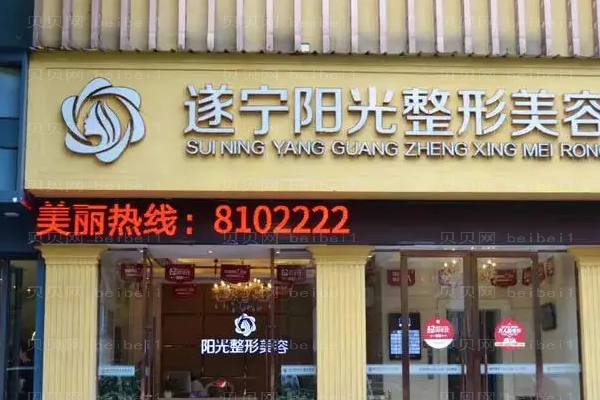 遂宁阳光整形美容
SUI NING YANG GUANG ZHENG XING MEI RONG
美丽热线：8102222
阳光整形美容
贝贝网 beibei1